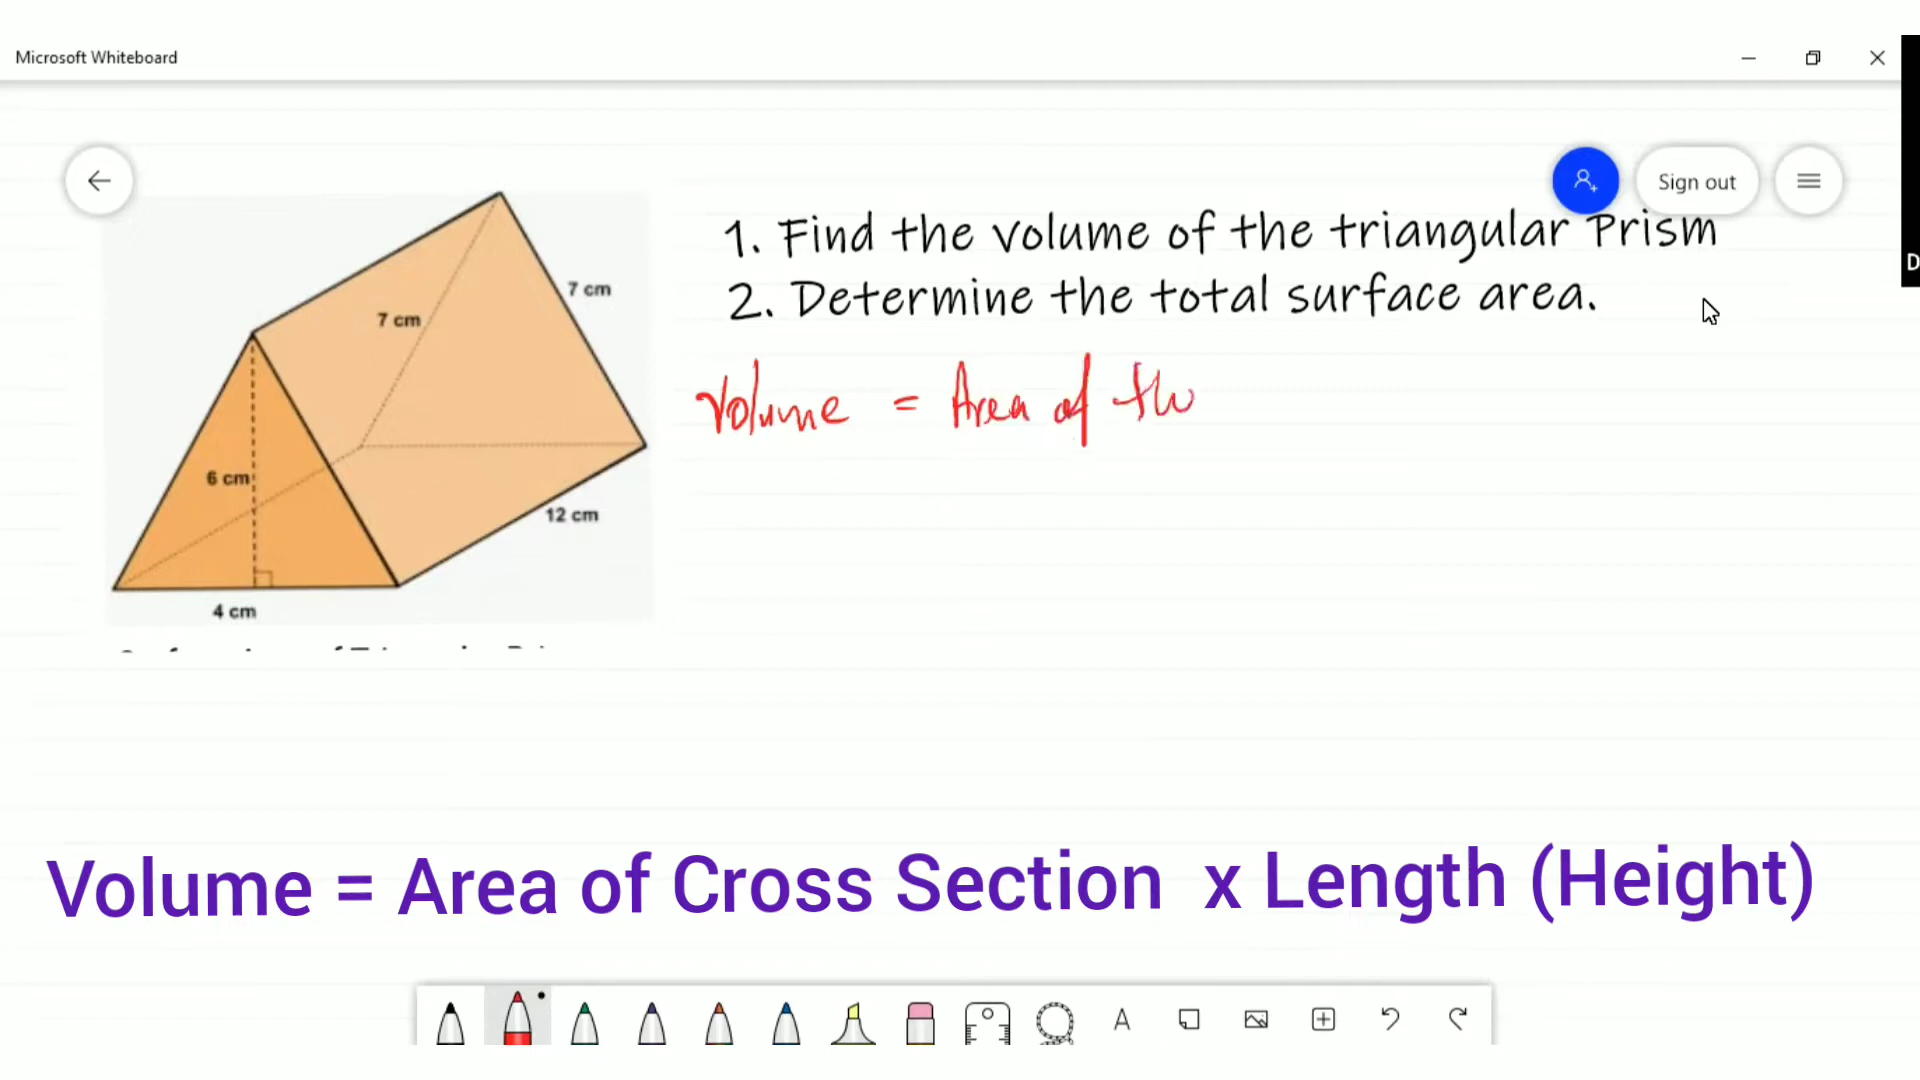 Microsoft Whiteboard
Sign out
D
1. Find the volume of the triangular Prism
2. Determine the total surface area.
7 cm
7 cm
6 cm
12 cm
4 cm
Volume = Area of the
Volume = Area of Cross Section x Length (Height)
A